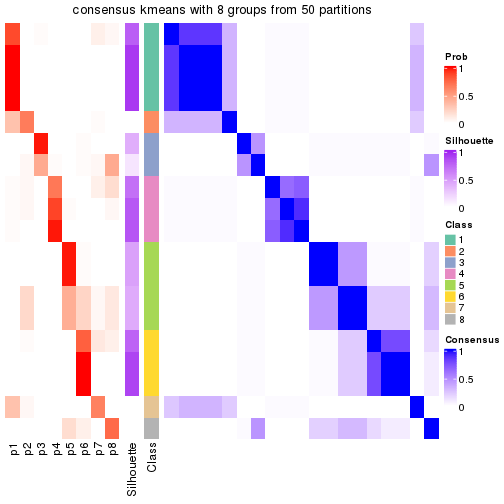 consensus kmeans with 8 groups from 50 partitions
Prob
1
0.5
0
Silhouette
1
0.5
0
Class
1
2
3
4
5
6
7
8
Consensus
1
0.5
0
p1
p2
p3
p4
p5
p6
p7
p8
Silhouette
Class